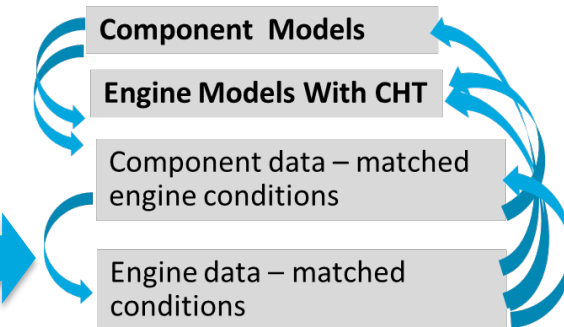 Component Models
Engine Models With CHT
Component data – matched
engine conditions
Engine data – matched
conditions